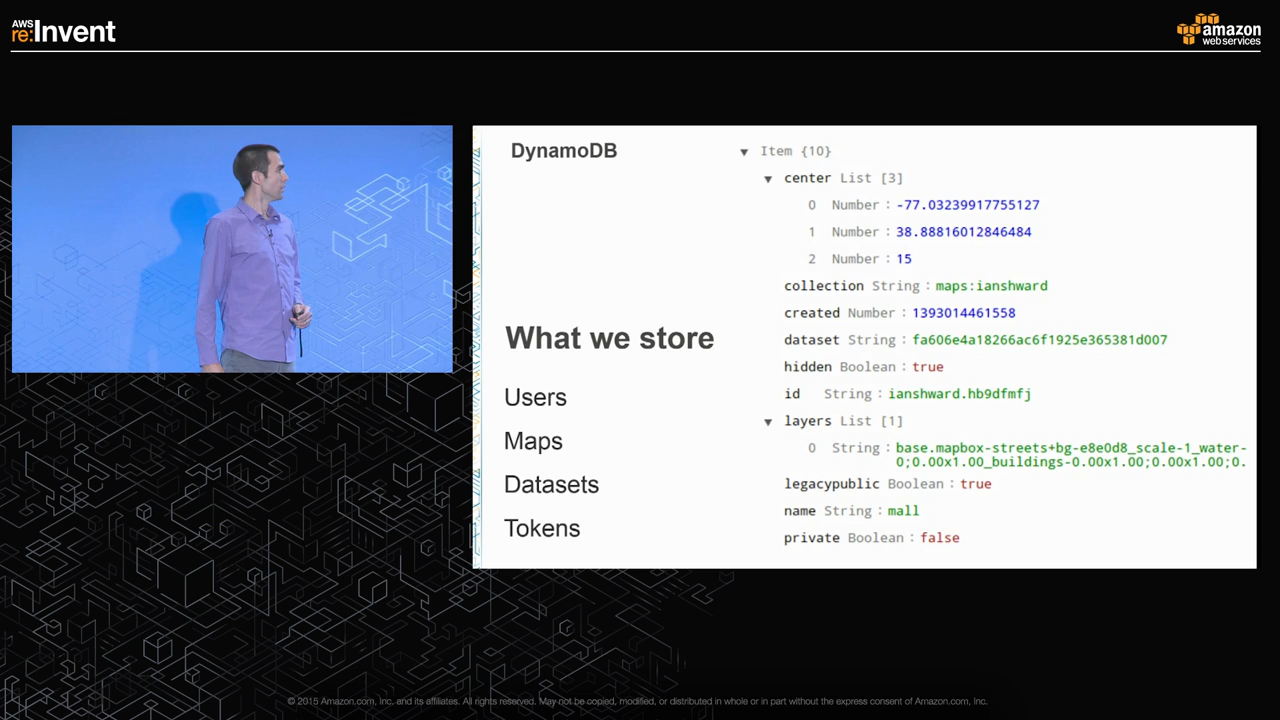 AWS
re:Invent
amazon
webservices
DynamoDB
What we store
Users
Maps
Datasets
Tokens
Item {10}
center List [3]
0 Number : -77.03239917755127
1 Number : 38.88816012846484
2 Number : 15
collection String : maps:ianshward
created Number : 1393014461558
dataset String : fa606e4a18266ac6f1925e365381d007
hidden Boolean : true
id String : ianshward.hb9dfmfj
layers List [1]
0 String : base.mapbox-streets+bg-e8e0d8_scale-1_water-
0;0.00x1.00_buildings-0.00x1.00;0.00x1.00;0.
legacypublic Boolean : true
name String : mall
private Boolean : false
© 2015 Amazon.com, Inc. and its affiliates. All rights reserved. May not be copied, modified, or distributed in whole or in part without the express consent of Amazon.com, Inc.